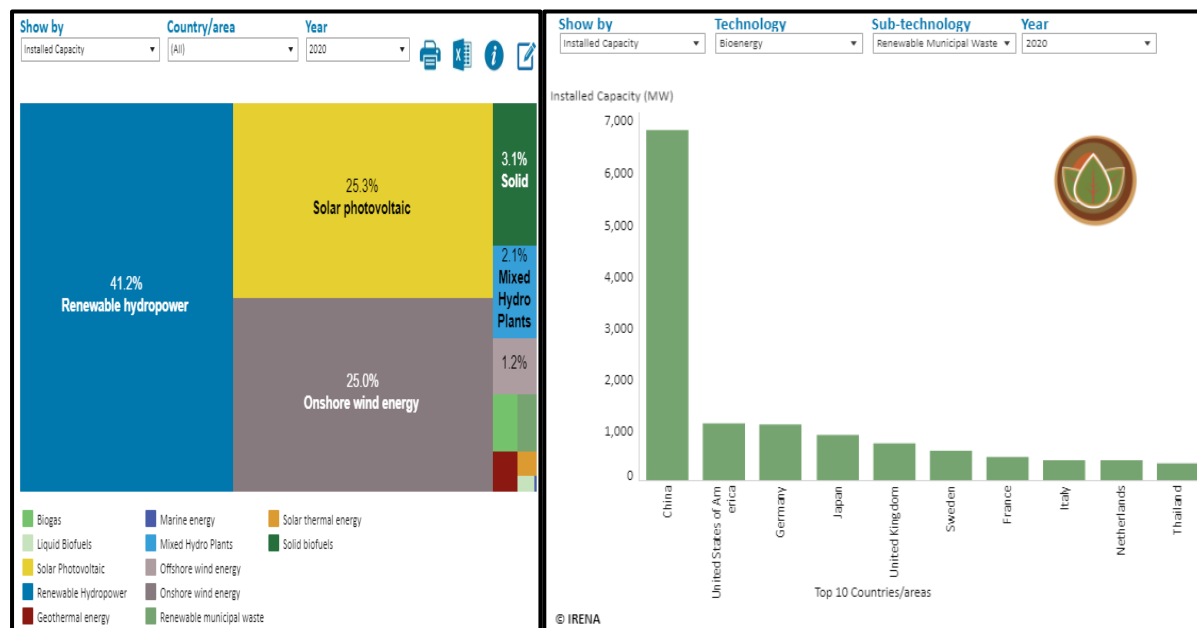 Show by Country/area Year
Installed Capacity (All) 2020
41.2%
Renewable hydropower
25.3%
Solar photovoltaic
25.0%
Onshore wind energy
3.1%
Solid
2.1%
Mixed
Hydro
Plants
1.2%
Biogas Marine energy Solar thermal energy
Liquid Biofuels Mixed Hydro Plants Solid biofuels
Solar Photovoltaic Offshore wind energy
Renewable Hydropower Onshore wind energy
Geothermal energy Renewable municipal waste
Show by Technology Sub-technology Year
Installed Capacity Bioenergy Renewable Municipal Waste 2020
Installed Capacity (MW)
7,000
6,000
5,000
4,000
3,000
2,000
1,000
0
China
United States of Am
erica
Germany
Japan
United Kingdom
Sweden
France
Italy
Netherlands
Thailand
Top 10 Countries/areas
© IRENA